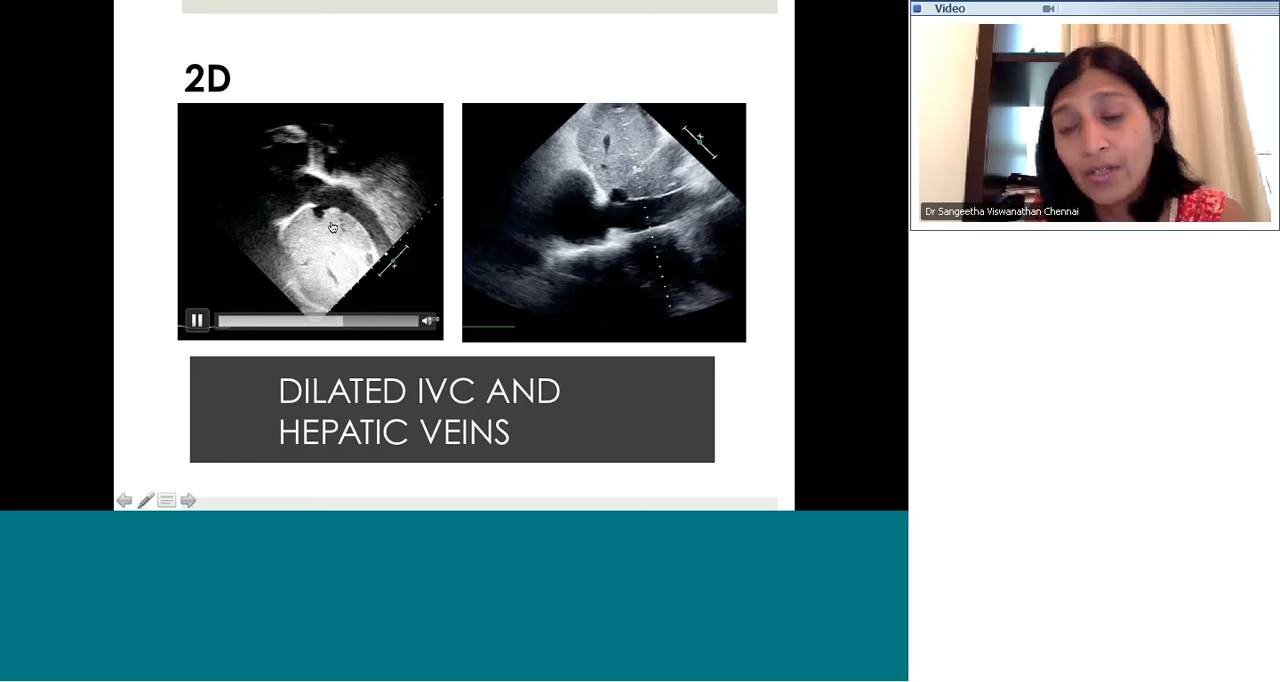 Video
2D
Dr Sangeetha Viswanathan Chennai
DILATED IVC AND
HEPATIC VEINS